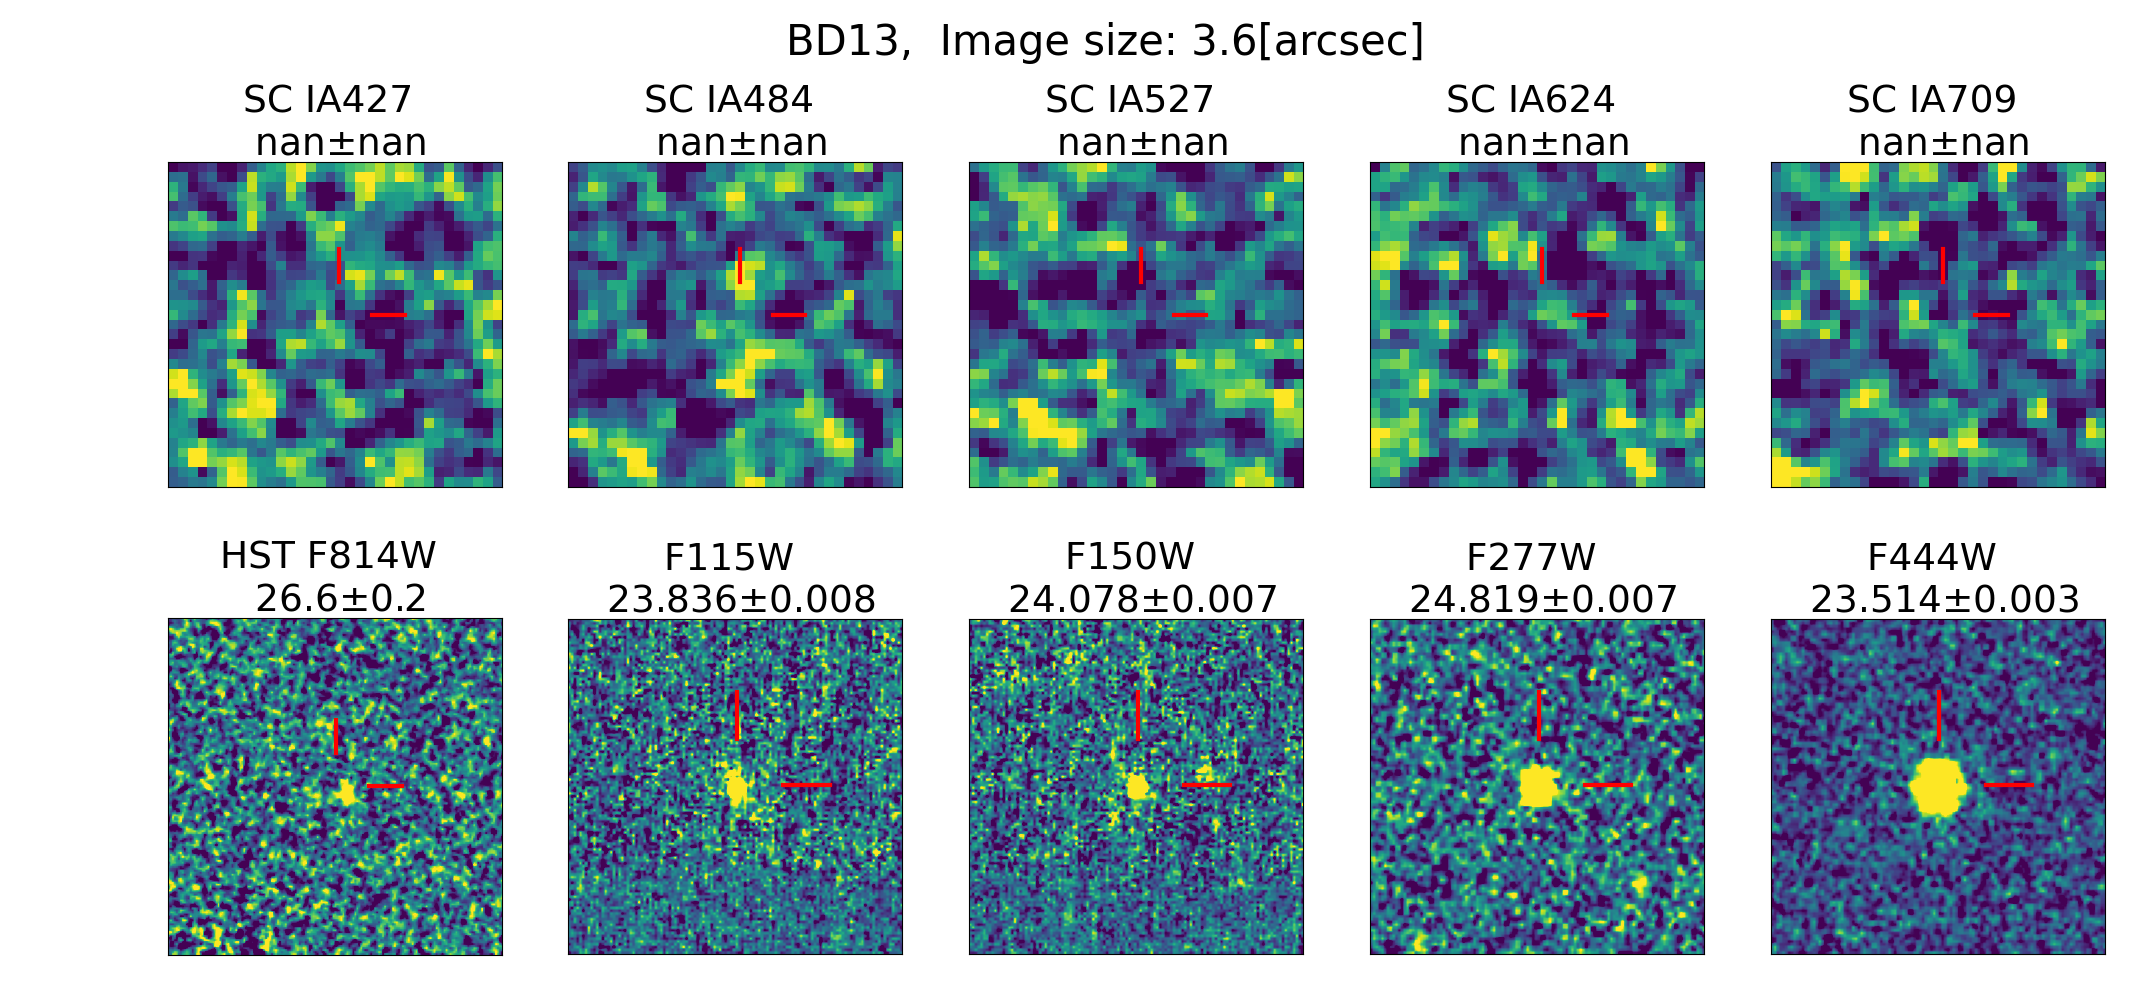 BD13,  Image size: 3.6[arcsec]
SC IA427
nan±nan
SC IA484
nan±nan
SC IA527
nan±nan
SC IA624
nan±nan
SC IA709
nan±nan
HST F814W
26.6±0.2
F115W
23.836±0.008
F150W
24.078±0.007
F277W
24.819±0.007
F444W
23.514±0.003